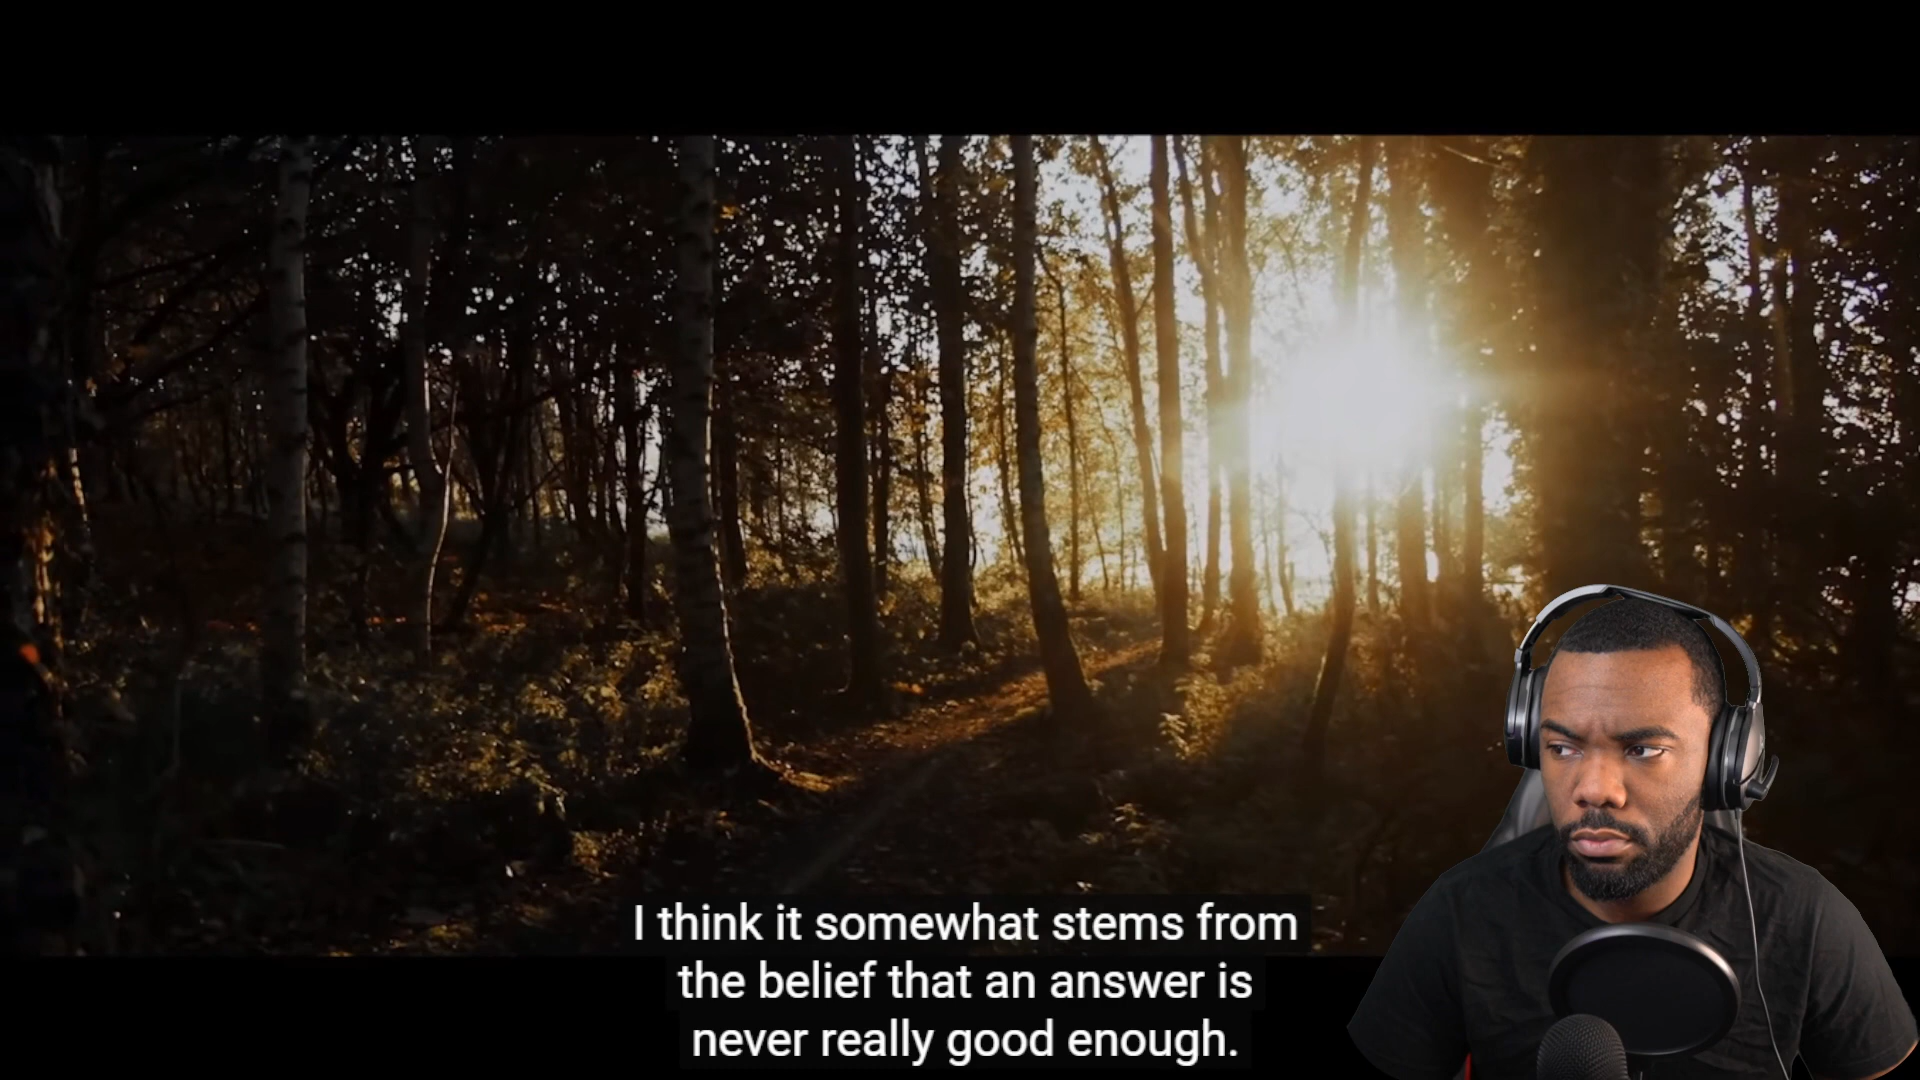 I think it somewhat stems from
the belief that an answer is
never really good enough.